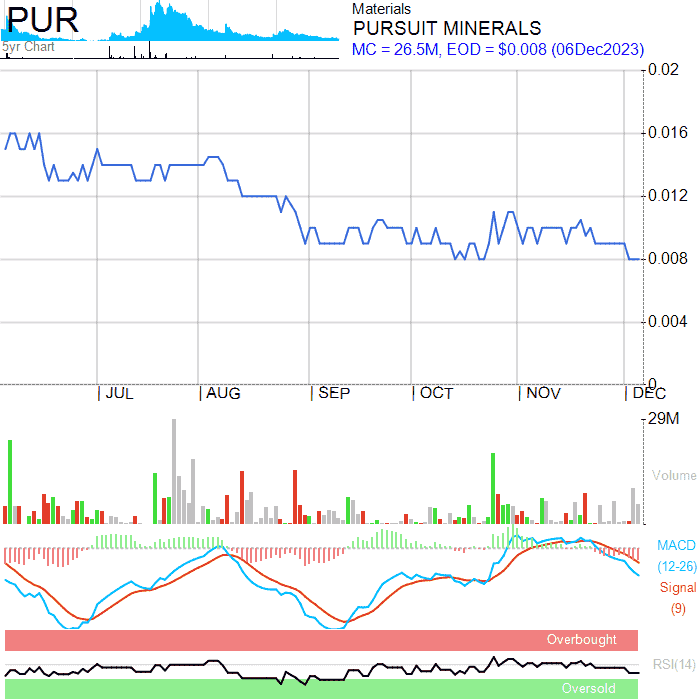 PUR
5yr Chart
Materials
PURSUIT MINERALS
MC = 26.5M, EOD = $0.008 (06Dec2023)
0.02
0.016
0.012
0.008
0.004
0
JUL AUG SEP OCT NOV DEC
29M
Volume
MACD
(12-26)
Signal
(9)
Overbought
RSI(14)
Oversold